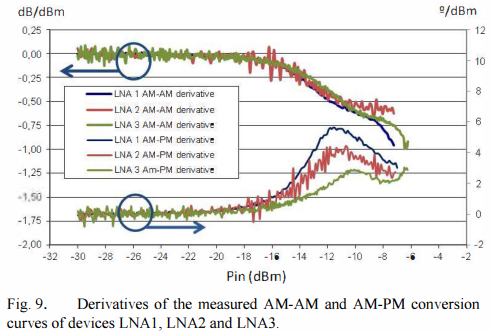 dB/dBm
º/dBm
0,25
0,00
-0,25
-0,50
-0,75
-1,00
-1,25
-1,50
-1,75
-2,00
12
10
8
6
4
2
0
-2
LNA 1 AM-AM derivative
LNA 2 AM-AM derivative
LNA 3 AM-AM derivative
LNA 1 AM-PM derivative
LNA 2 AM-PM derivative
LNA 3 Am-PM derivative
-32 -30 -28 -26 -24 -22 -20 -18 -16 -14 -12 -10 -8 -6 -4 -2
Pin (dBm)
Fig. 9. Derivatives of the measured AM-AM and AM-PM conversion
curves of devices LNA1, LNA2 and LNA3.